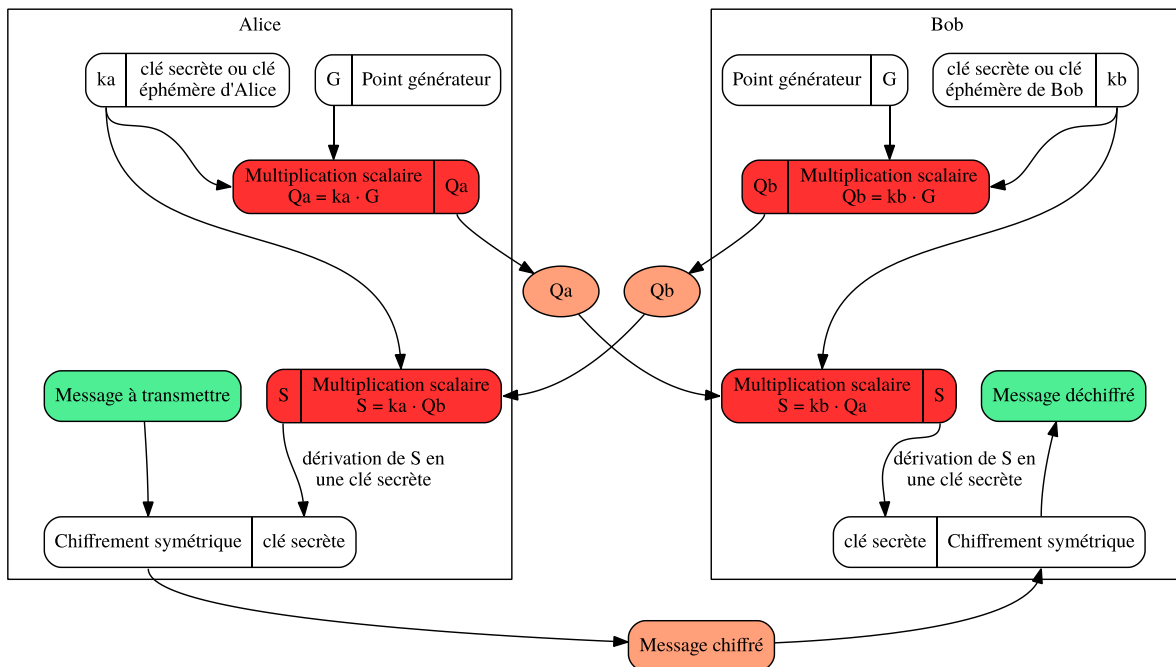 Alice
Bob
ka
clé secrète ou clé
éphémère d'Alice
G
Point générateur
Point générateur
G
clé secrète ou clé
éphémère de Bob
kb
Multiplication scalaire
Qa = ka · G
Qa
Qb
Multiplication scalaire
Qb = kb · G
Qa
Qb
Message à transmettre
S
Multiplication scalaire
S = ka · Qb
Multiplication scalaire
S = kb · Qa
S
Message déchiffré
dérivation de S en
une clé secrète
dérivation de S en
une clé secrète
Chiffrement symétrique
clé secrète
clé secrète
Chiffrement symétrique
Message chiffré